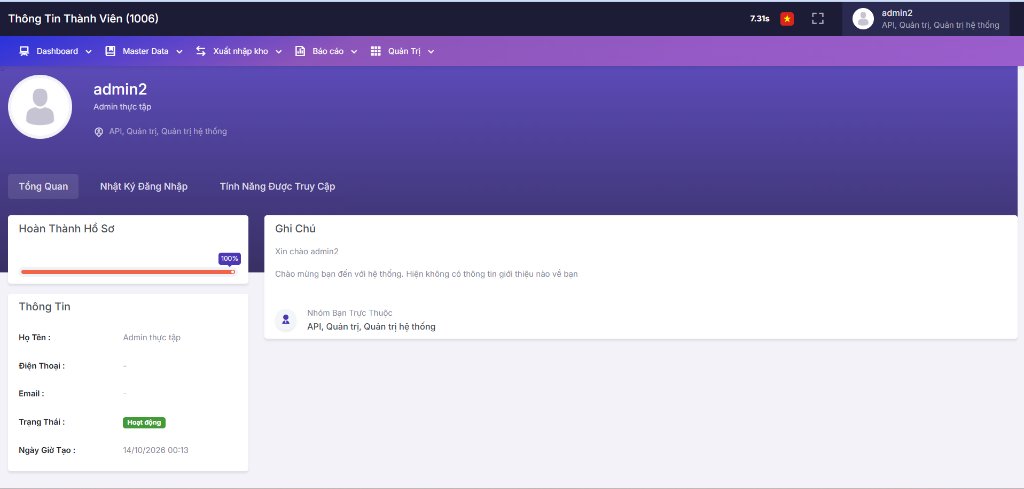 Thông Tin Thành Viên (1006)
7.31s
admin2
API, Quản trị, Quản trị hệ thống
Dashboard Master Data Xuất nhập kho Báo cáo Quản Trị
admin2
Admin thực tập
API, Quản trị, Quản trị hệ thống
Tổng Quan Nhật Ký Đăng Nhập Tính Năng Được Truy Cập
Hoàn Thành Hồ Sơ
100%
Thông Tin
Họ Tên : Admin thực tập
Điện Thoại : -
Email : -
Trạng Thái : Hoạt động
Ngày Giờ Tạo : 14/10/2026 00:13
Ghi Chú
Xin chào admin2
Chào mừng bạn đến với hệ thống. Hiện không có thông tin giới thiệu nào về bạn
Nhóm Bạn Trực Thuộc
API, Quản trị, Quản trị hệ thống